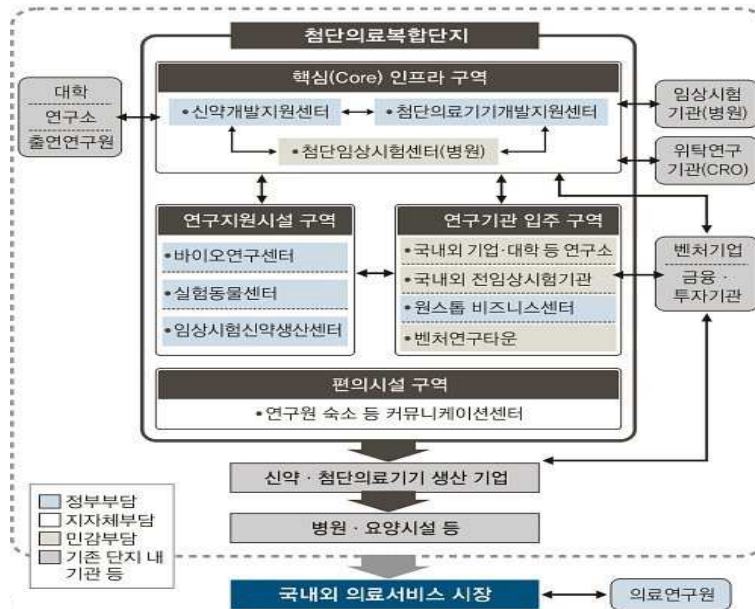 첨단의료복합단지
핵심(Core) 인프라 구역
• 신약개발지원센터
• 첨단의료기기개발지원센터
• 첨단임상시험센터(병원)
대학
연구소
출연연구원
임상시험
기관(병원)
위탁연구
기관(CRO)
연구지원시설 구역
• 바이오연구센터
• 실험동물센터
• 임상시험신약생산센터
연구기관 입주 구역
• 국내외 기업·대학 등 연구소
• 국내외 전임상시험기관
• 원스톱 비즈니스센터
• 벤처연구타운
벤처기업
금융·
투자기관
편의시설 구역
• 연구원 숙소 등 커뮤니케이션센터
신약·첨단의료기기 생산 기업
병원·요양시설 등
정부부담
지자체부담
민감부담
기존 단지 내
기관 등
국내외 의료서비스 시장
의료연구원